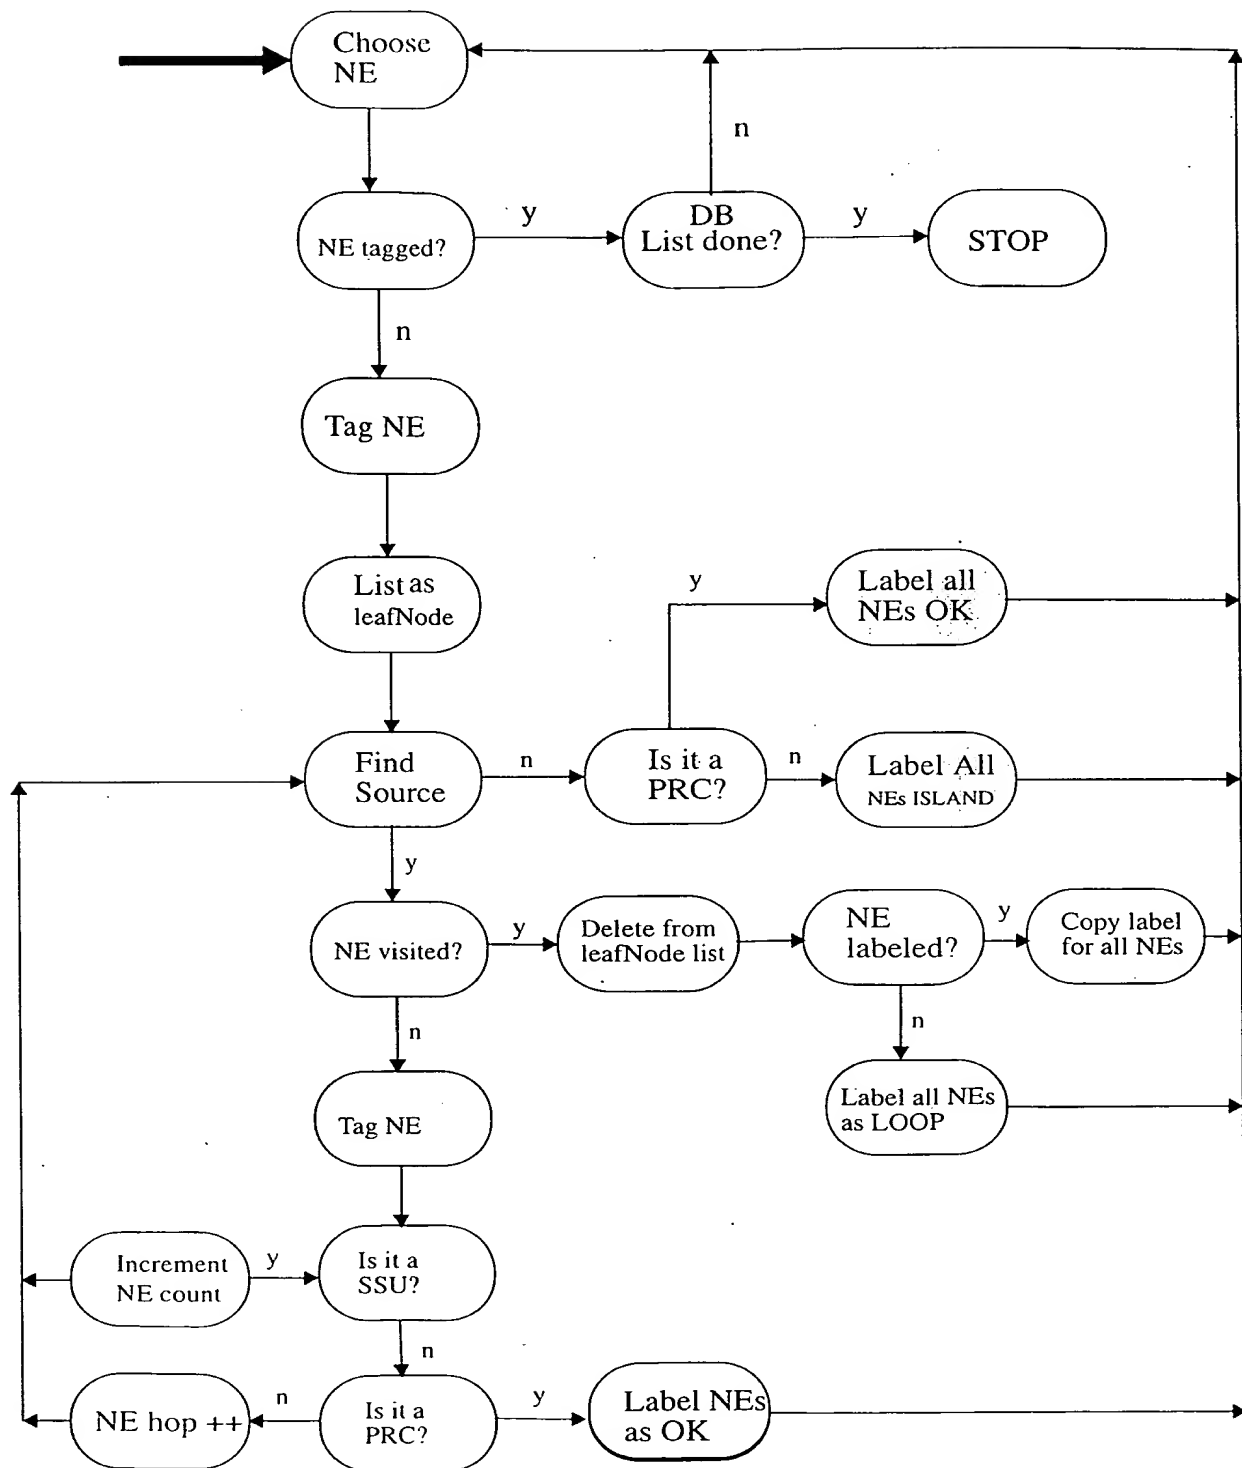 Choose
NE
n
NE tagged?
y
DB
List done?
y
STOP
n
Tag NE
List as
leafNode
y
Label all
NEs OK
Find
Source
n
Is it a
PRC?
n
Label All
NEs ISLAND
y
NE visited?
y
Delete from
leafNode list
NE
labeled?
y
Copy label
for all NEs
n
n
Tag NE
Label all NEs
as LOOP
Increment
NE count
y
Is it a
SSU?
n
NE hop ++
n
Is it a
PRC?
y
Label NEs
as OK